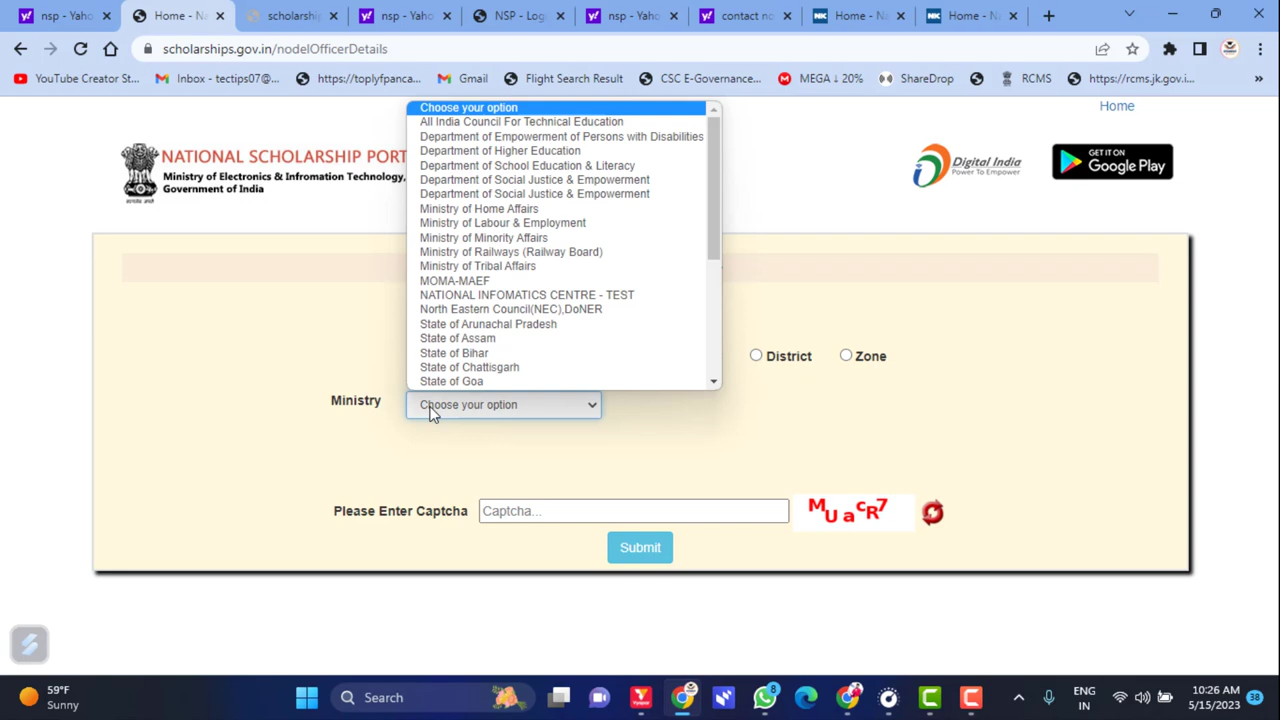 nsp - Yaho
Home - Na
scholarship
nsp - Yaho
NSP - Logi
nsp - Yaho
contact no
Home - Na
Home - Na
scholarships.gov.in/nodelOfficerDetails
YouTube Creator St...
Inbox - tectips07@...
https://toplyfpanca...
Gmail
Flight Search Result
CSC E-Governance...
MEGA ↓ 20%
ShareDrop
RCMS
https://rcms.jk.gov.i...
»
Home
NATIONAL SCHOLARSHIP PORT
Ministry of Electronics & Infromation Technology,
Government of India
Digital India
Power To Empower
GET IT ON
Google Play
Choose your option
All India Council For Technical Education
Department of Empowerment of Persons with Disabilities
Department of Higher Education
Department of School Education & Literacy
Department of Social Justice & Empowerment
Department of Social Justice & Empowerment
Ministry of Home Affairs
Ministry of Labour & Employment
Ministry of Minority Affairs
Ministry of Railways (Railway Board)
Ministry of Tribal Affairs
MOMA-MAEF
NATIONAL INFOMATICS CENTRE - TEST
North Eastern Council(NEC),DoNER
State of Arunachal Pradesh
State of Assam
State of Bihar
State of Chattisgarh
State of Goa
District
Zone
Ministry
Choose your option
Please Enter Captcha
Captcha...
MUacR7
Submit
59°F
Sunny
Search
8
ENG
IN
10:26 AM
5/15/2023
38